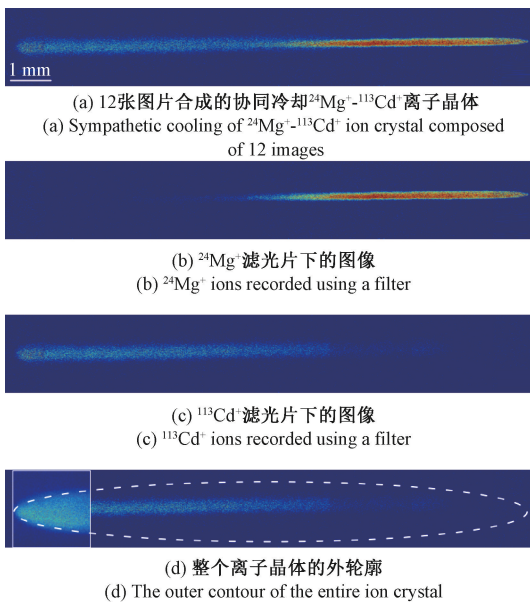 1 mm
(a) 12张图片合成的协同冷却²⁴Mg⁺-¹¹³Cd⁺离子晶体
(a) Sympathetic cooling of ²⁴Mg⁺-¹¹³Cd⁺ ion crystal composed
of 12 images
(b) ²⁴Mg⁺滤光片下的图像
(b) ²⁴Mg⁺ ions recorded using a filter
(c) ¹¹³Cd⁺滤光片下的图像
(c) ¹¹³Cd⁺ ions recorded using a filter
(d) 整个离子晶体的外轮廓
(d) The outer contour of the entire ion crystal